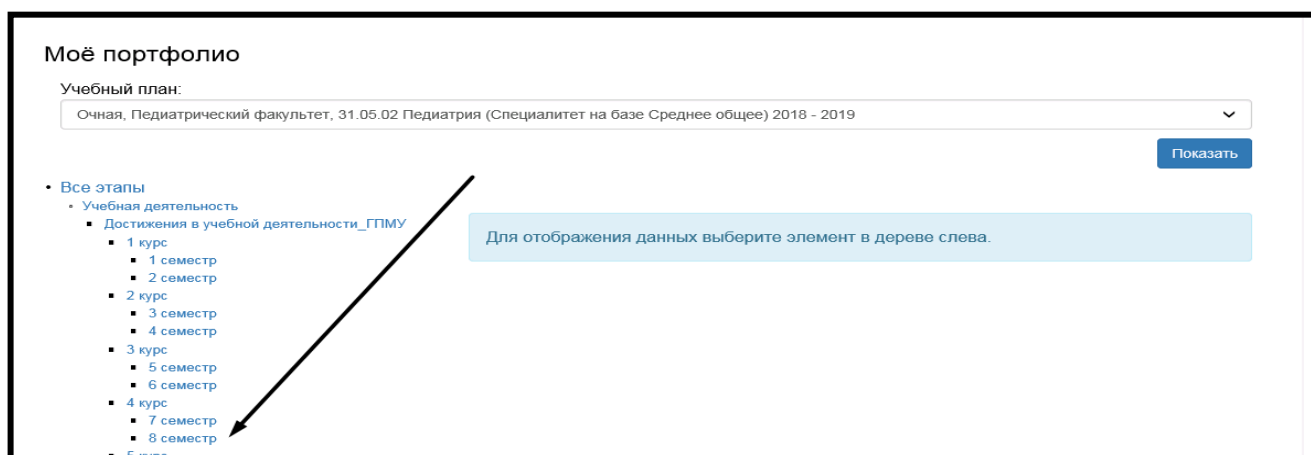 Моё портфолио
Учебный план:
Очная, Педиатрический факультет, 31.05.02 Педиатрия (Специалитет на базе Среднее общее) 2018 - 2019
Показать
Все этапы
Учебная деятельность
Достижения в учебной деятельности_ГПМУ
1 курс
1 семестр
2 семестр
2 курс
3 семестр
4 семестр
3 курс
5 семестр
6 семестр
4 курс
7 семестр
8 семестр
5 курс
Для отображения данных выберите элемент в дереве слева.